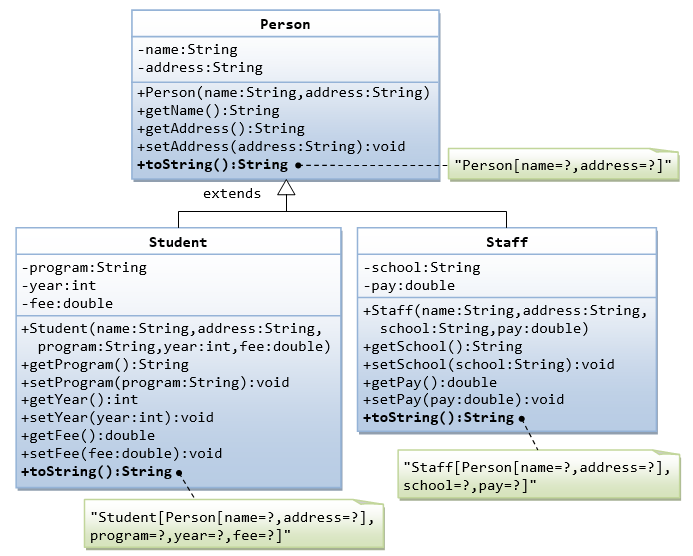 Person
-name:String
-address:String
+Person(name:String,address:String)
+getName():String
+getAddress():String
+setAddress(address:String):void
+toString():String
"Person[name=?,address=?]"
extends
Student
-program:String
-year:int
-fee:double
+Student(name:String,address:String,
program:String,year:int,fee:double)
+getProgram():String
+setProgram(program:String):void
+getYear():int
+setYear(year:int):void
+getFee():double
+setFee(fee:double):void
+toString():String
"Student[Person[name=?,address=?],
program=?,year=?,fee=?]"
Staff
-school:String
-pay:double
+Staff(name:String,address:String,
school:String,pay:double)
+getSchool():String
+setSchool(school:String):void
+getPay():double
+setPay(pay:double):void
+toString():String
"Staff[Person[name=?,address=?],
school=?,pay=?]"